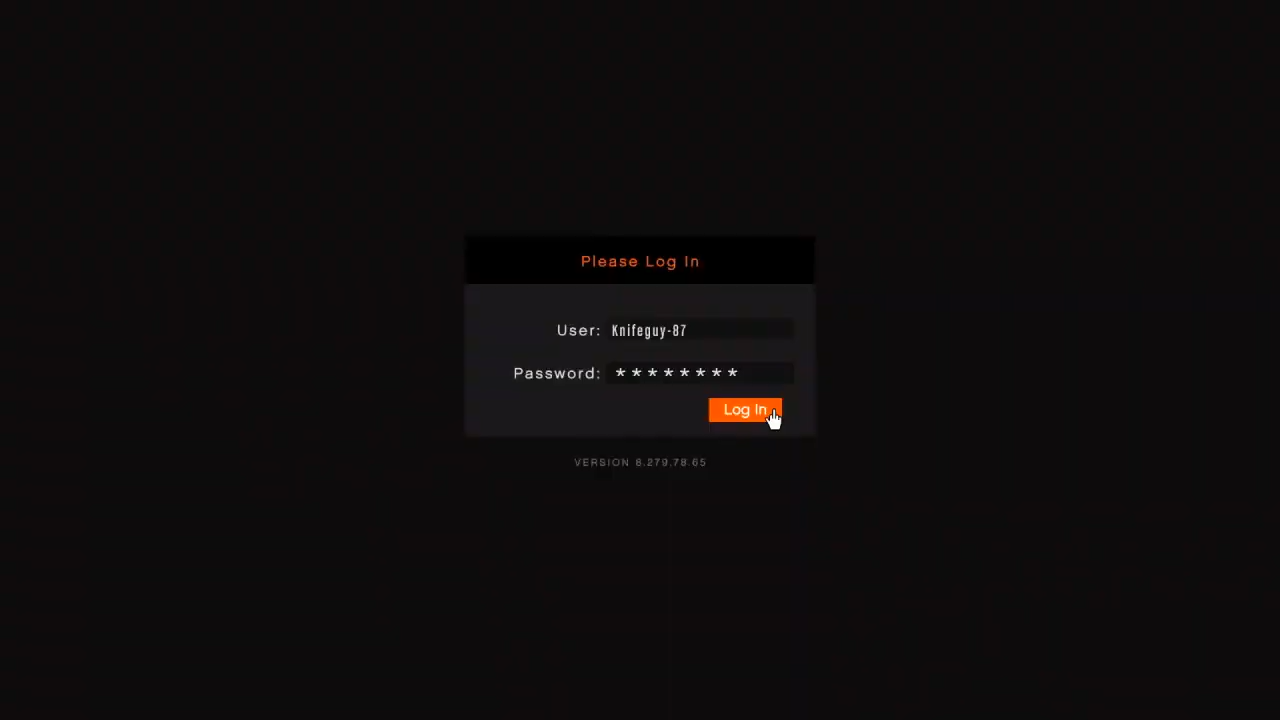 Please Log In
User: Knifeguy-87
Password: ********
Log In
VERSION 6.279.78.65